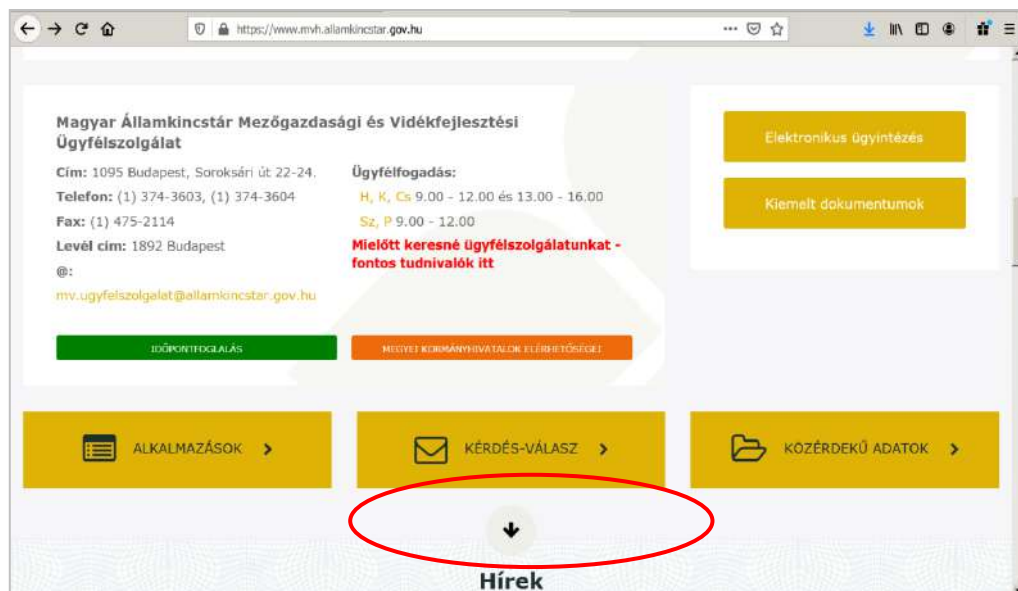 https://www.mvh.allamkincstar.gov.hu
Magyar Államkincstár Mezőgazdasági és Vidékfejlesztési
Ügyfélszolgálat
Cím: 1095 Budapest, Soroksári út 22-24.
Telefon: (1) 374-3603, (1) 374-3604
Fax: (1) 475-2114
Levél cím: 1892 Budapest
@:
mv.ugyfelszolgalat@allamkincstar.gov.hu
Ügyfélfogadás:
H, K, Cs 9.00 - 12.00 és 13.00 - 16.00
Sz, P 9.00 - 12.00
Mielőtt keresné ügyfélszolgálatunkat -
fontos tudnivalók itt
IDŐPONTFOGLALÁS
MEGYEI KORMÁNYHIVATALOK ELÉRHETŐSÉGEI
Elektronikus ügyintézés
Kiemelt dokumentumok
ALKALMAZÁSOK
KÉRDÉS-VÁLASZ
KÖZÉRDEKŰ ADATOK
Hírek